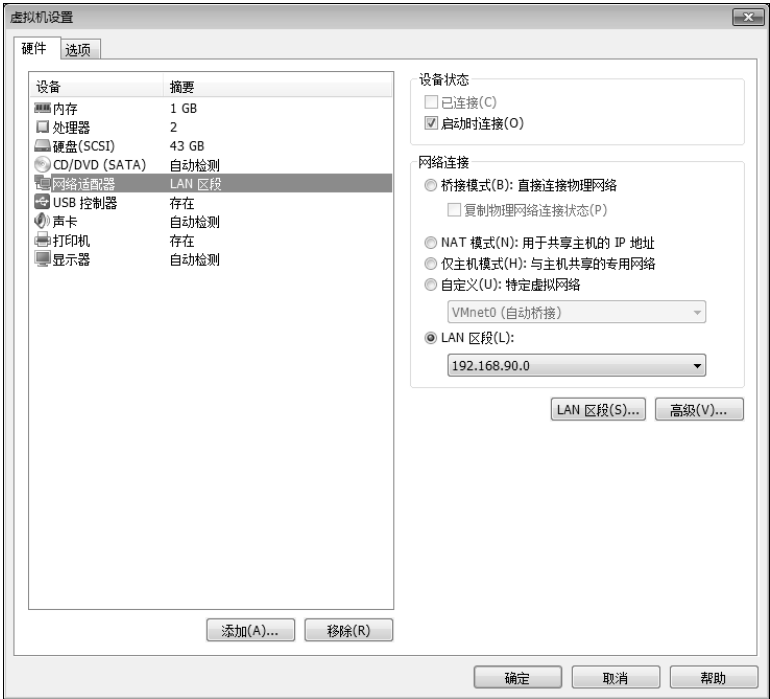 虚拟机设置
硬件 选项
设备 摘要
内存 1 GB
处理器 2
硬盘(SCSI) 43 GB
CD/DVD (SATA) 自动检测
网络适配器 LAN 区段
USB 控制器 存在
声卡 自动检测
打印机 存在
显示器 自动检测
添加(A)... 移除(R)
设备状态
已连接(C)
启动时连接(O)
网络连接
桥接模式(B): 直接连接物理网络
复制物理网络连接状态(P)
NAT 模式(N): 用于共享主机的 IP 地址
仅主机模式(H): 与主机共享的专用网络
自定义(U): 特定虚拟网络
VMnet0 (自动桥接)
LAN 区段(L):
192.168.90.0
LAN 区段(S)... 高级(V)...
确定 取消 帮助